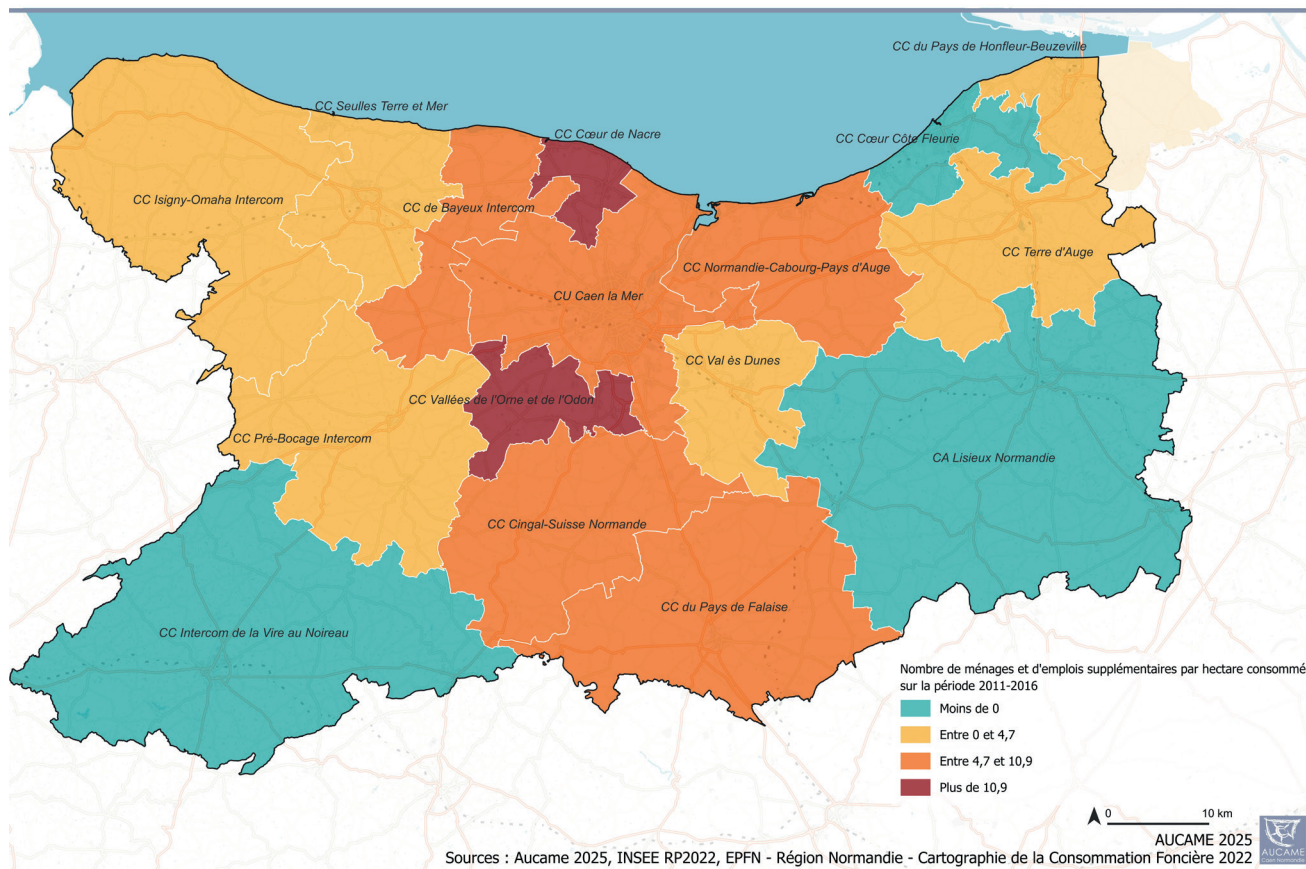 CC du Pays de Honfleur-Beuzeville
CC Seulles Terre et Mer
CC Cœur de Nacre
CC Cœur Côte Fleurie
CC Isigny-Omaha Intercom
CC de Bayeux Intercom
CC Terre d'Auge
CC Normandie-Cabourg-Pays d'Auge
CU Caen la Mer
CC Val ès Dunes
CC Vallées de l'Orne et de l'Odon
CC Pré-Bocage Intercom
CA Lisieux Normandie
CC Cingal-Suisse Normande
CC du Pays de Falaise
CC Intercom de la Vire au Noireau
Nombre de ménages et d'emplois supplémentaires par hectare consommé
sur la période 2011-2016
Moins de 0
Entre 0 et 4,7
Entre 4,7 et 10,9
Plus de 10,9
0 10 km
AUCAME 2025
Sources : Aucame 2025, INSEE RP2022, EPFN - Région Normandie - Cartographie de la Consommation Foncière 2022
AUCAME
Caen Normandie